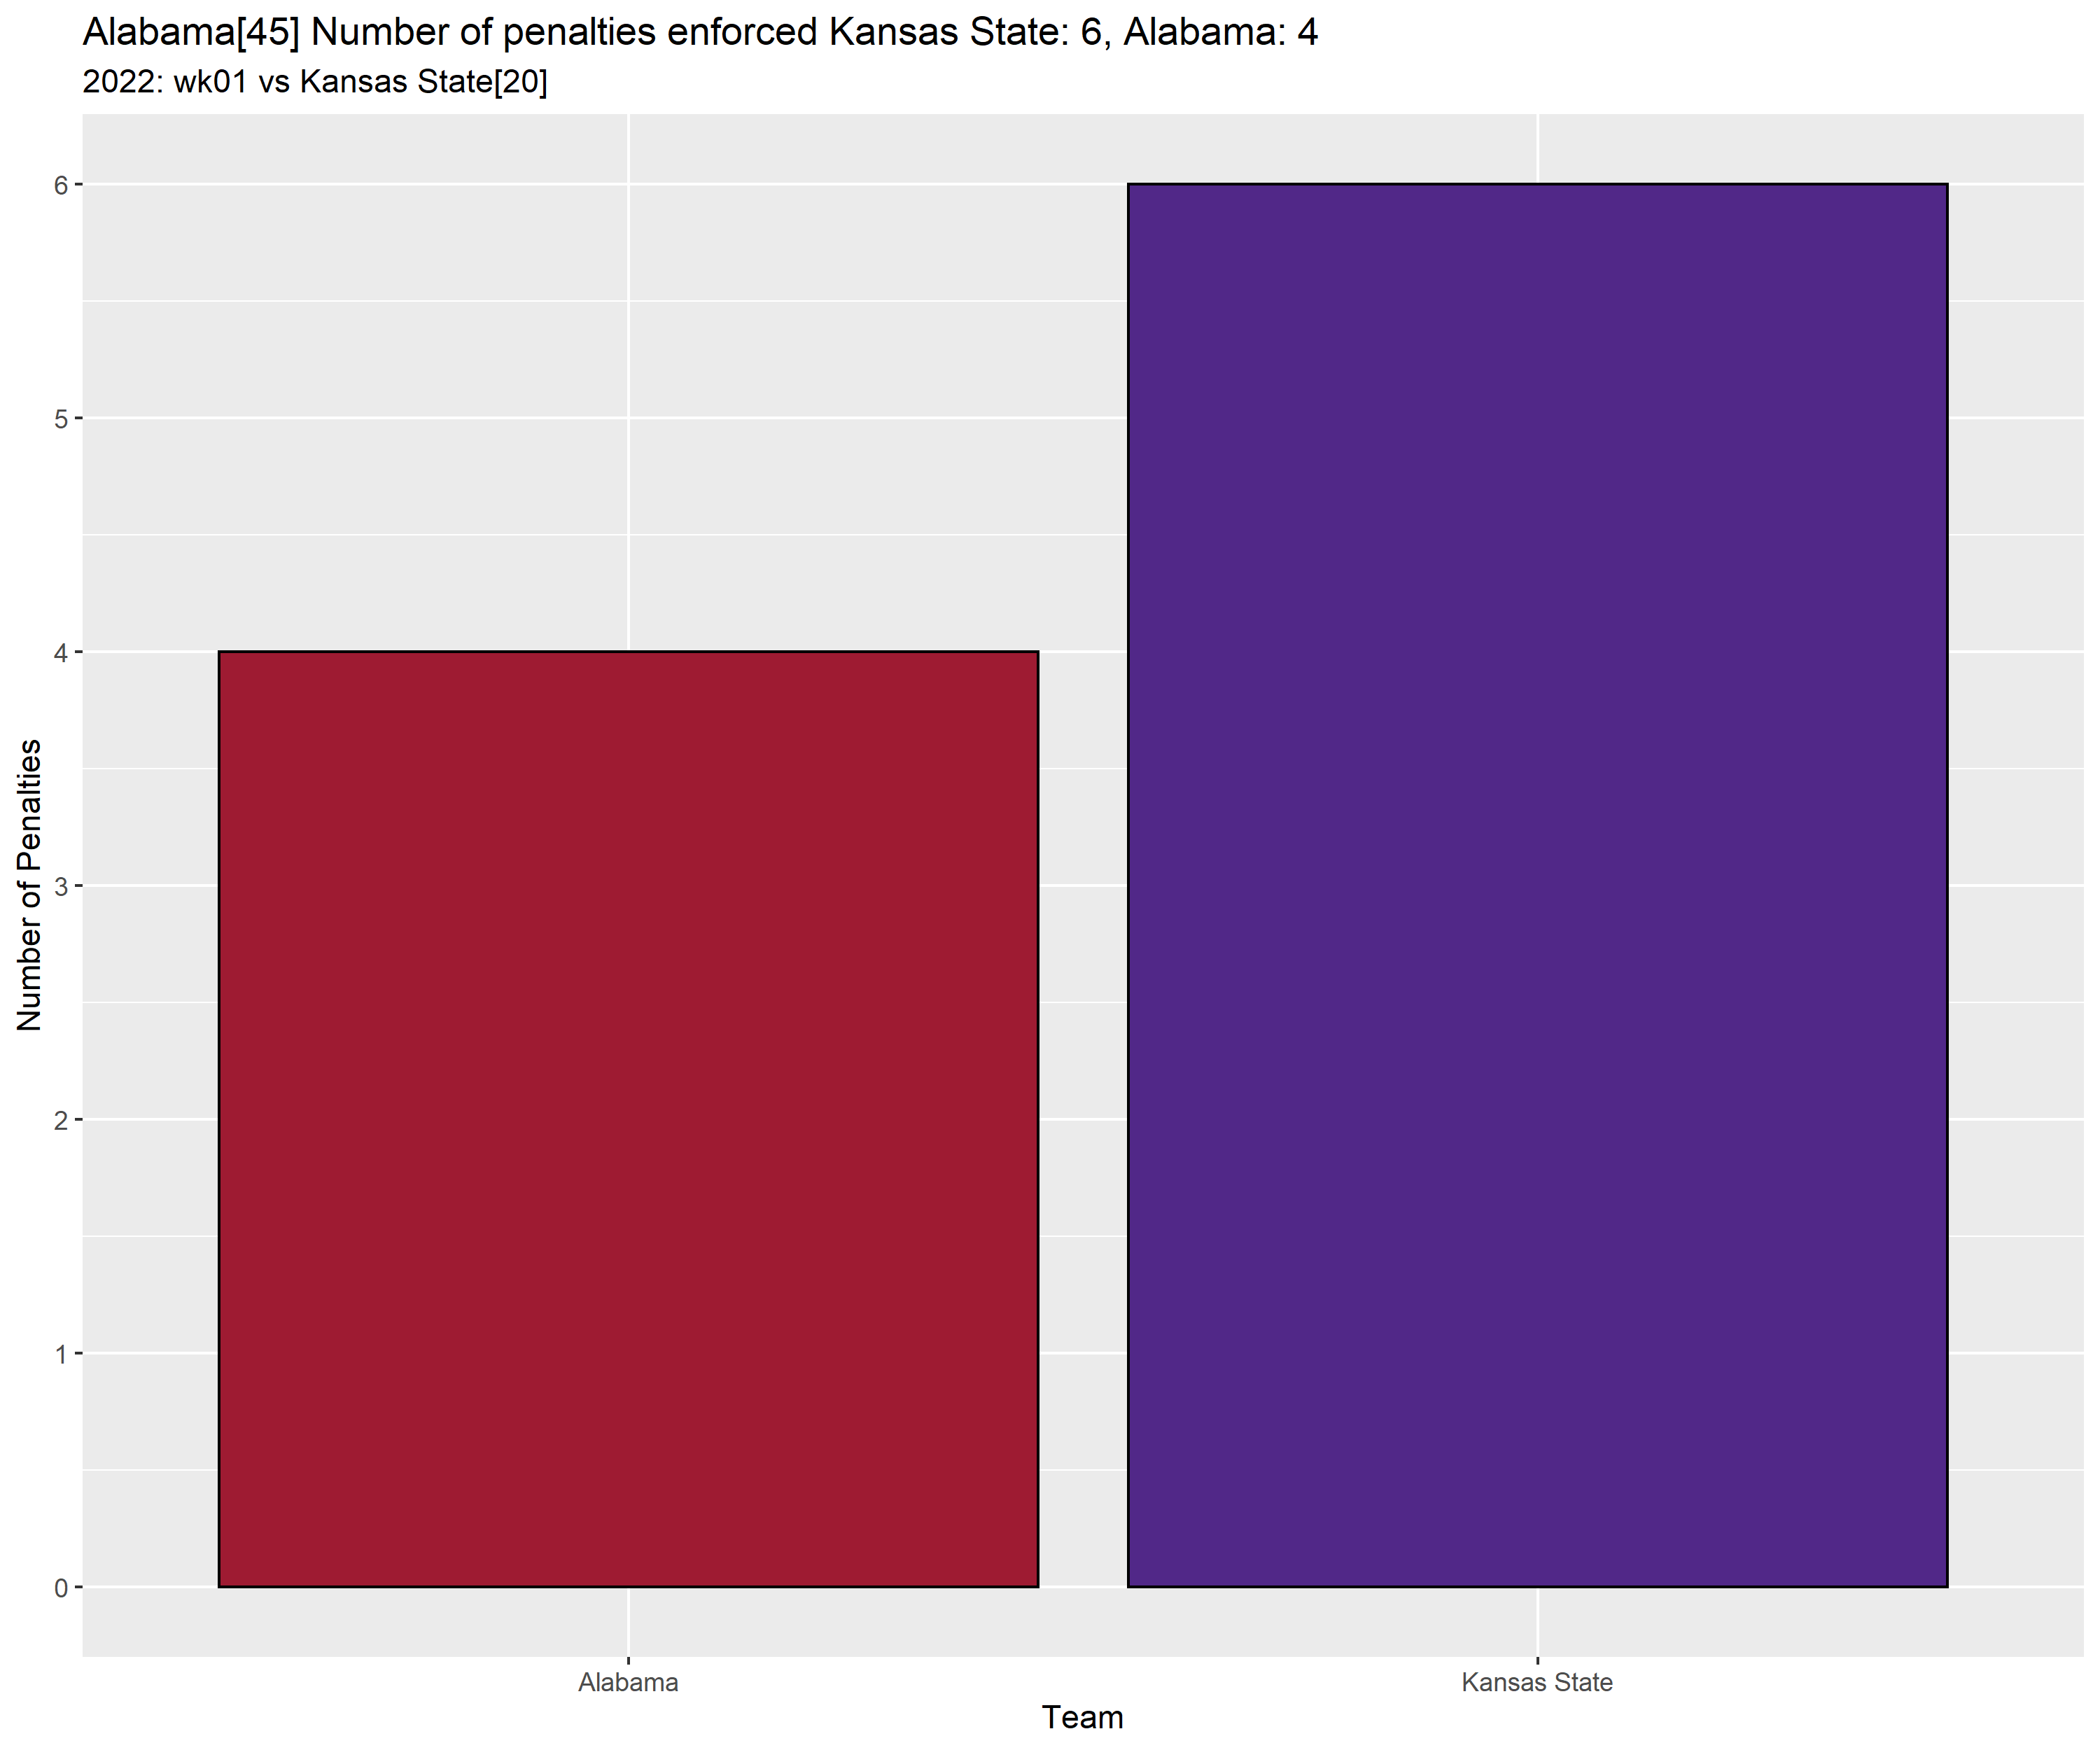 Alabama[45] Number of penalties enforced Kansas State: 6, Alabama: 4
2022: wk01 vs Kansas State[20]
Number of Penalties
6
5
4
3
2
1
0
Alabama
Kansas State
Team